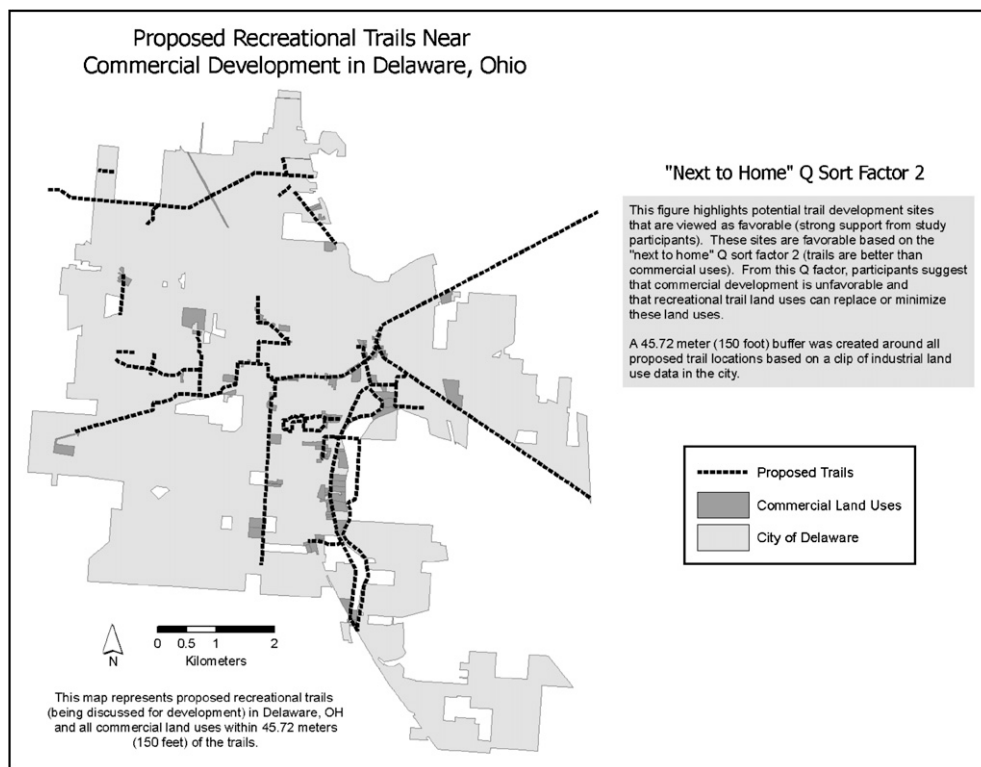 Proposed Recreational Trails Near
Commercial Development in Delaware, Ohio
"Next to Home" Q Sort Factor 2
This figure highlights potential trail development sites
that are viewed as favorable (strong support from study
participants). These sites are favorable based on the
"next to home" Q sort factor 2 (trails are better than
commercial uses). From this Q factor, participants suggest
that commercial development is unfavorable and
that recreational trail land uses can replace or minimize
these land uses.
A 45.72 meter (150 foot) buffer was created around all
proposed trail locations based on a clip of industrial land
use data in the city.
Proposed Trails
Commercial Land Uses
City of Delaware
N
0 0.5 1 2
Kilometers
This map represents proposed recreational trails
(being discussed for development) in Delaware, OH
and all commercial land uses within 45.72 meters
(150 feet) of the trails.